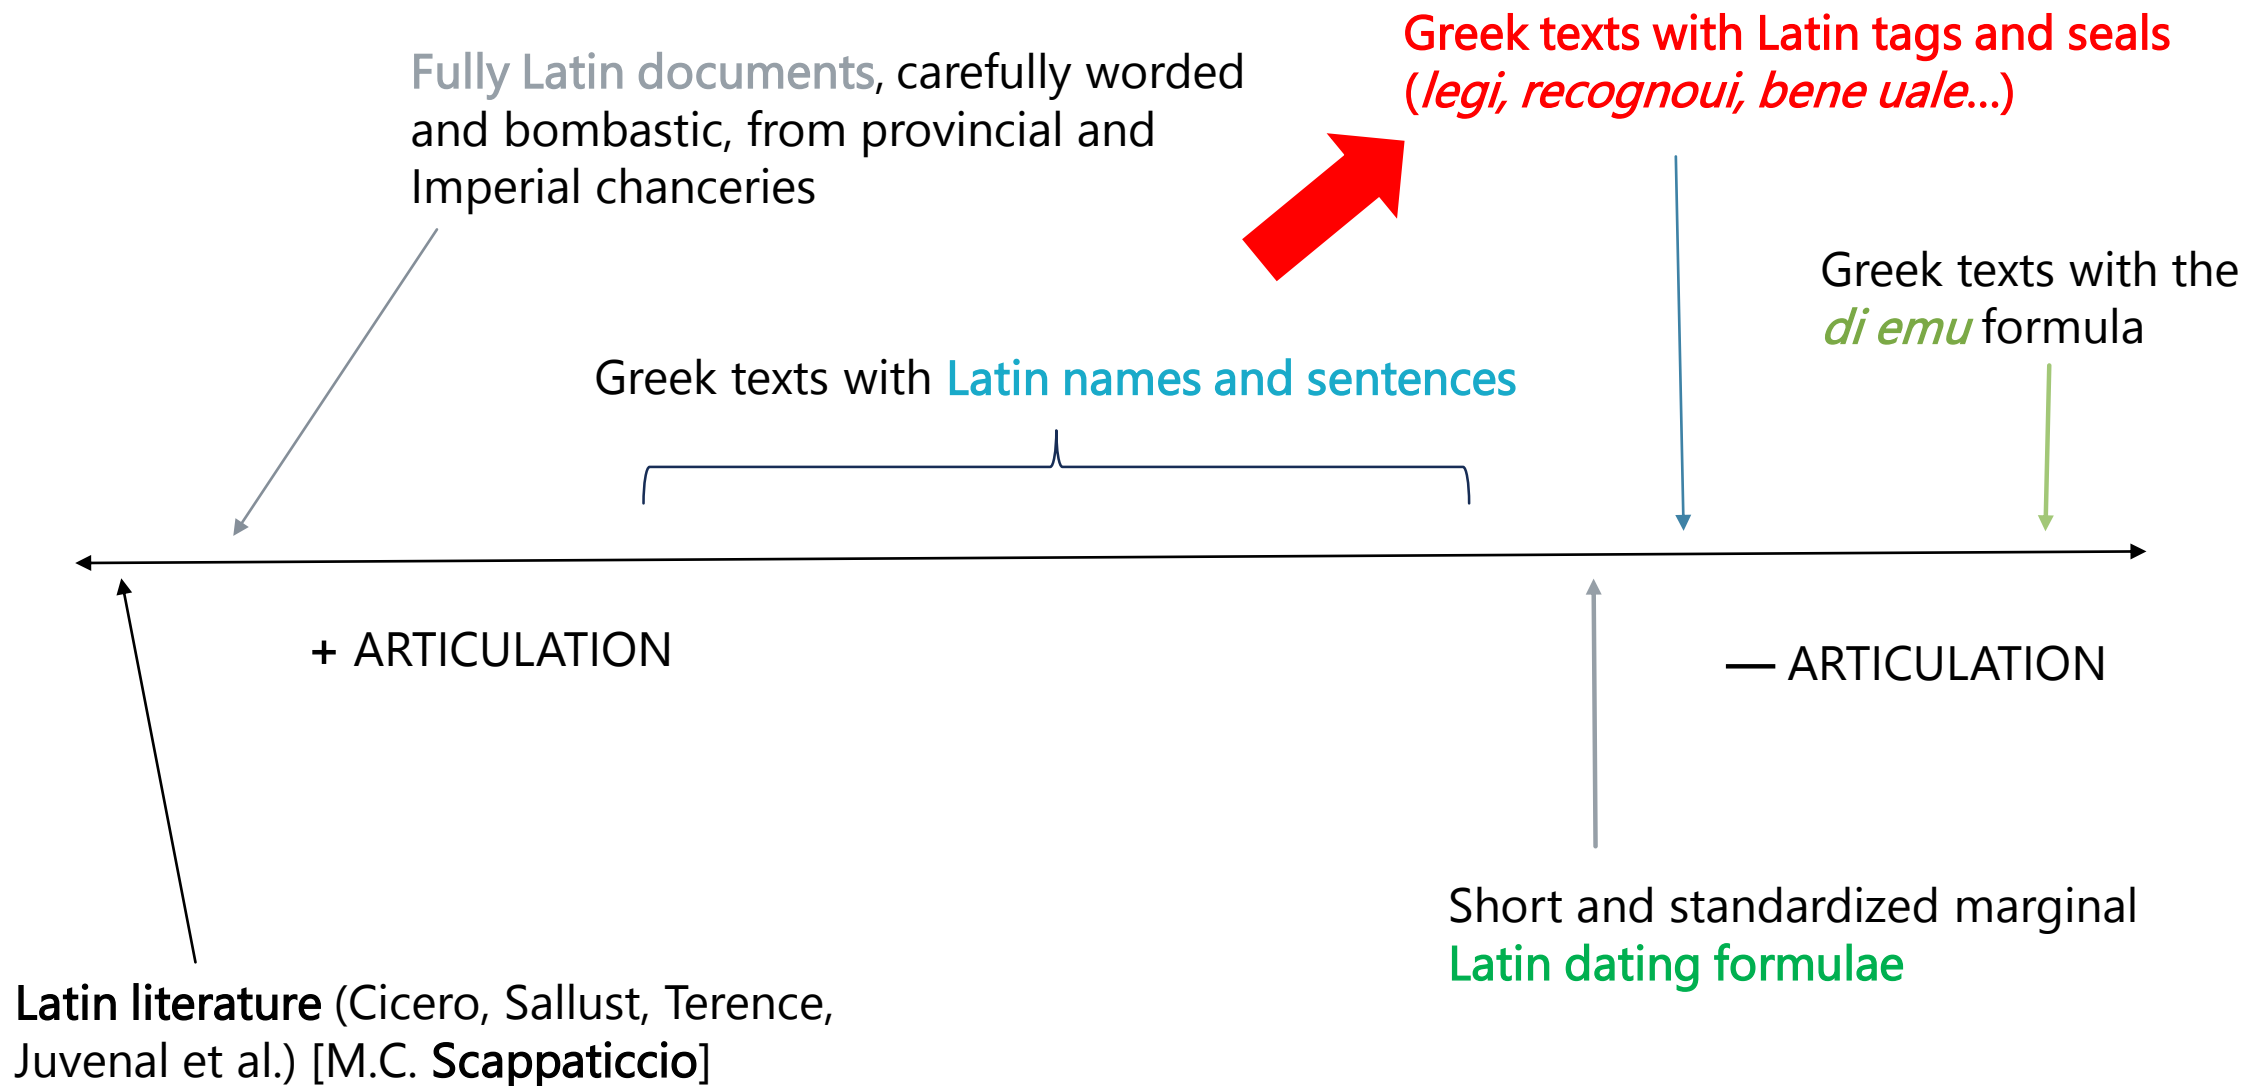 Fully Latin documents, carefully worded
and bombastic, from provincial and
Imperial chanceries
Greek texts with Latin tags and seals
(legi, recognoui, bene uale...)
Greek texts with the
di emu formula
Greek texts with Latin names and sentences
+ ARTICULATION
— ARTICULATION
Short and standardized marginal
Latin dating formulae
Latin literature (Cicero, Sallust, Terence,
Juvenal et al.) [M.C. Scappaticcio]